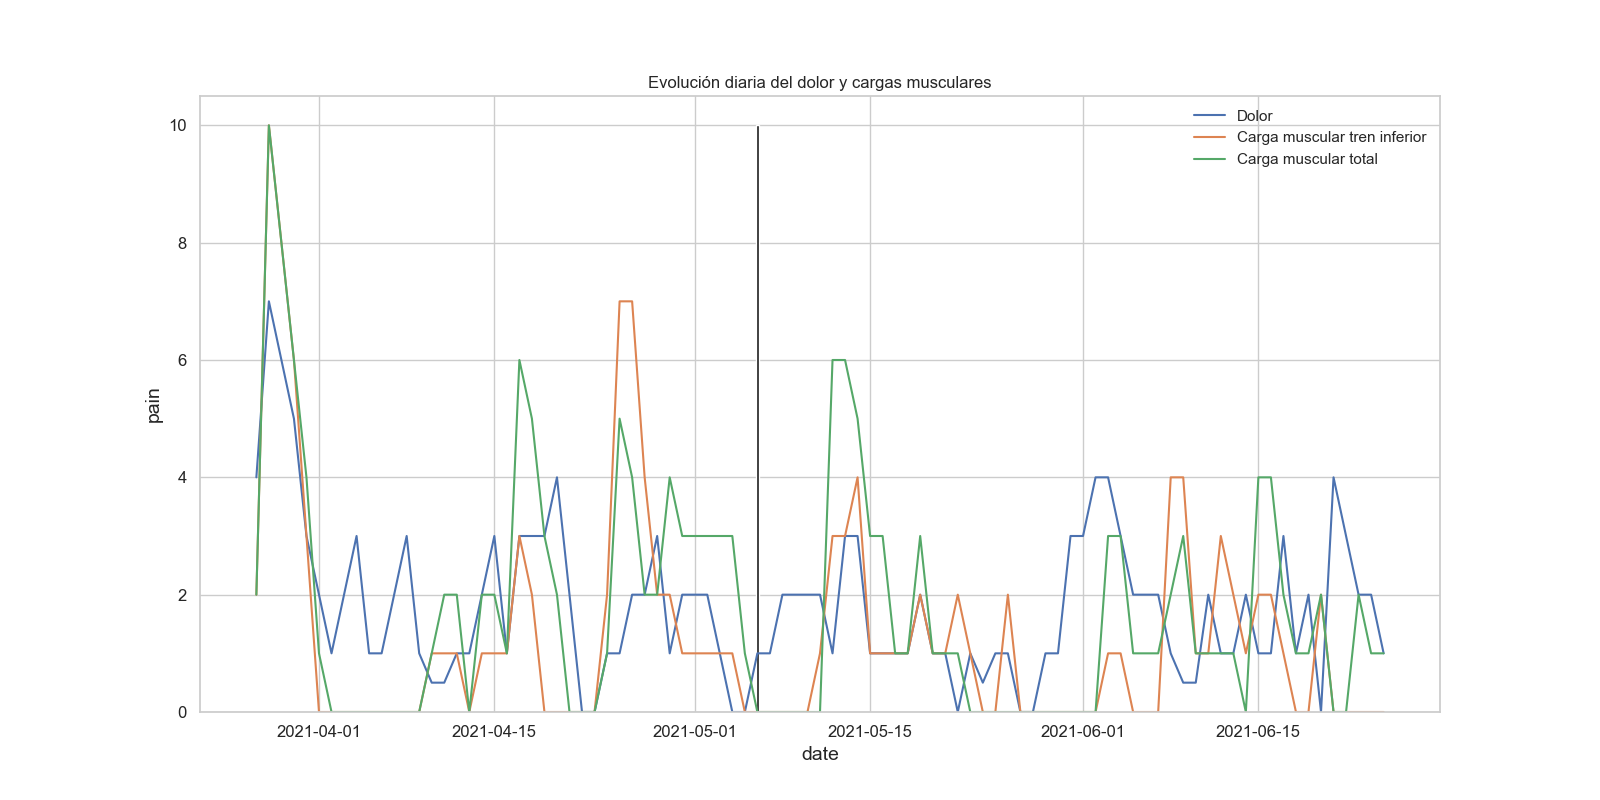 Evolución diaria del dolor y cargas musculares
Dolor
Carga muscular tren inferior
Carga muscular total
10
8
6
4
2
0
pain
2021-04-01
2021-04-15
2021-05-01
2021-05-15
2021-06-01
2021-06-15
date